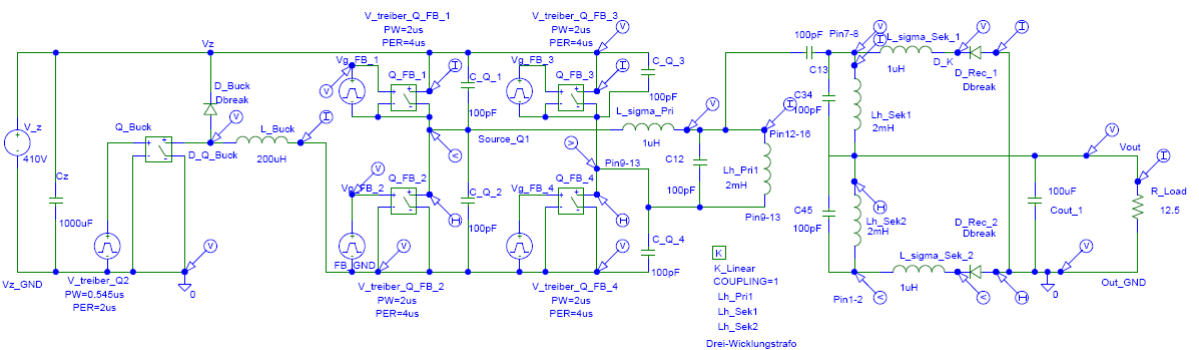 V_treiber_Q_FB_1
PW=2us
PER=4us
V_treiber_Q_FB_3
PW=2us
PER=4us
Vz
Vg_FB_1
Q_FB_1
C_Q_1
100pF
Vg_FB_3
Q_FB_3
C_Q_3
100pF
100pF
C13
Pin7-8
L_sigma_Sek_1
1uH
D_K
D_Rec_1
Dbreak
V_z
410V
Cz
1000uF
Q_Buck
D_Buck
Dbreak
D_Q_Buck
L_Buck
200uH
Source_Q1
L_sigma_Pri
1uH
Pin12-16
C34
100pF
Lh_Sek1
2mH
Vout
Pin9-13
C12
100pF
Lh_Pri1
2mH
Pin9-13
Vg_FB_2
Q_FB_2
C_Q_2
100pF
Vg_FB_4
Q_FB_4
C_Q_4
100pF
C45
100pF
Lh_Sek2
2mH
100uF
Cout_1
R_Load
12.5
D_Rec_2
Dbreak
L_sigma_Sek_2
1uH
Pin1-2
Out_GND
0
Vz_GND
V_treiber_Q2
PW=0.545us
PER=2us
0
FB_GND
V_treiber_Q_FB_2
PW=2us
PER=4us
V_treiber_Q_FB_4
PW=2us
PER=4us
K
K_Linear
COUPLING=1
Lh_Pri1
Lh_Sek1
Lh_Sek2
Drei-Wicklungstrafo